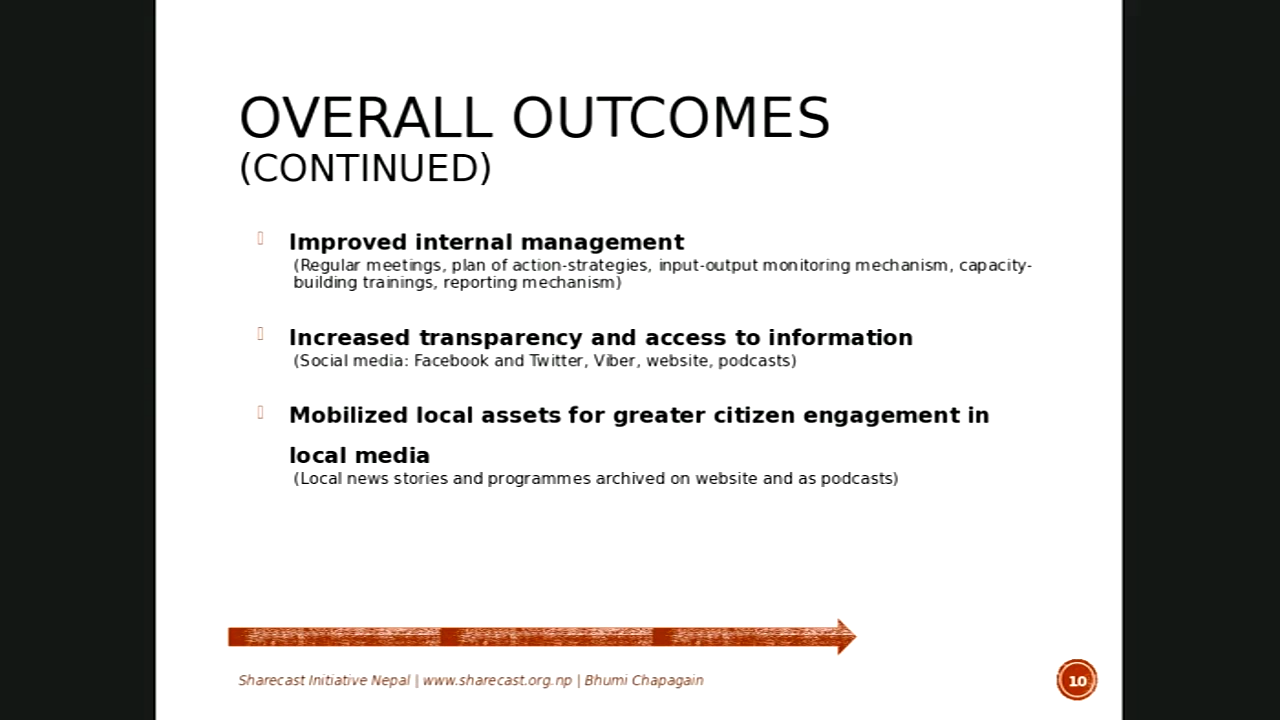 OVERALL OUTCOMES
(CONTINUED)
Improved internal management
(Regular meetings, plan of action-strategies, input-output monitoring mechanism, capacity-
building trainings, reporting mechanism)
Increased transparency and access to information
(Social media: Facebook and Twitter, Viber, website, podcasts)
Mobilized local assets for greater citizen engagement in
local media
(Local news stories and programmes archived on website and as podcasts)
Sharecast Initiative Nepal | www.sharecast.org.np | Bhumi Chapagain
10